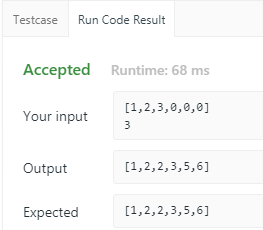 Testcase Run Code Result
Accepted Runtime: 68 ms
Your input
[1,2,3,0,0,0]
3
Output [1,2,2,3,5,6]
Expected [1,2,2,3,5,6]